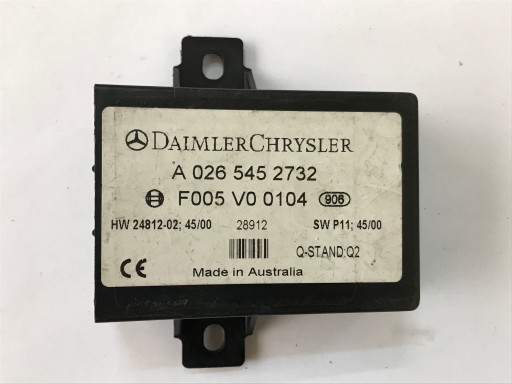 DAIMLERCHRYSLER
A 026 545 2732
F005 V0 0104 906
HW 24812-02; 45/00 28912 SW P11; 45/00
Q-STAND:Q2
CE
Made in Australia